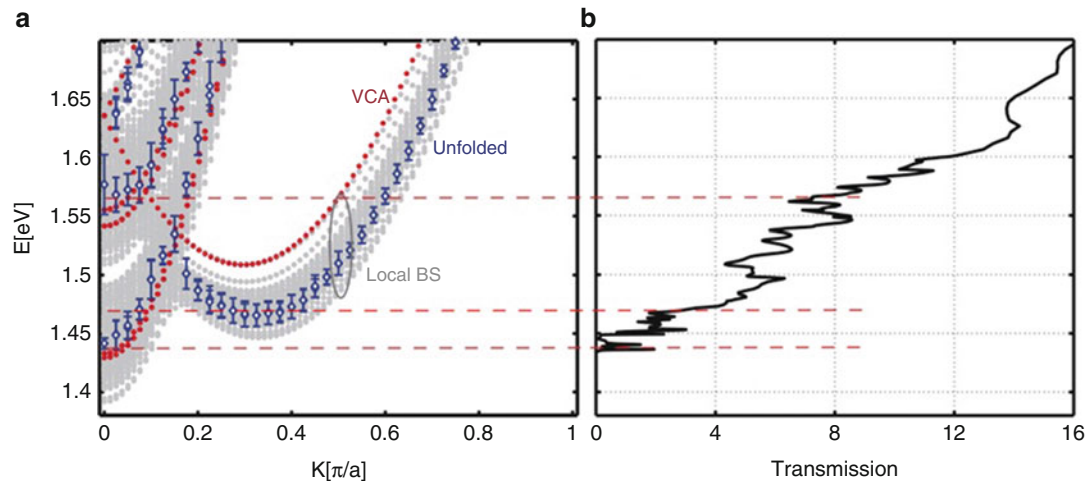 a
b
E[eV]
1.65
1.6
1.55
1.5
1.45
1.4
VCA
Unfolded
Local BS
0 0.2 0.4 0.6 0.8 1
K[π/a]
0 4 8 12 16
Transmission